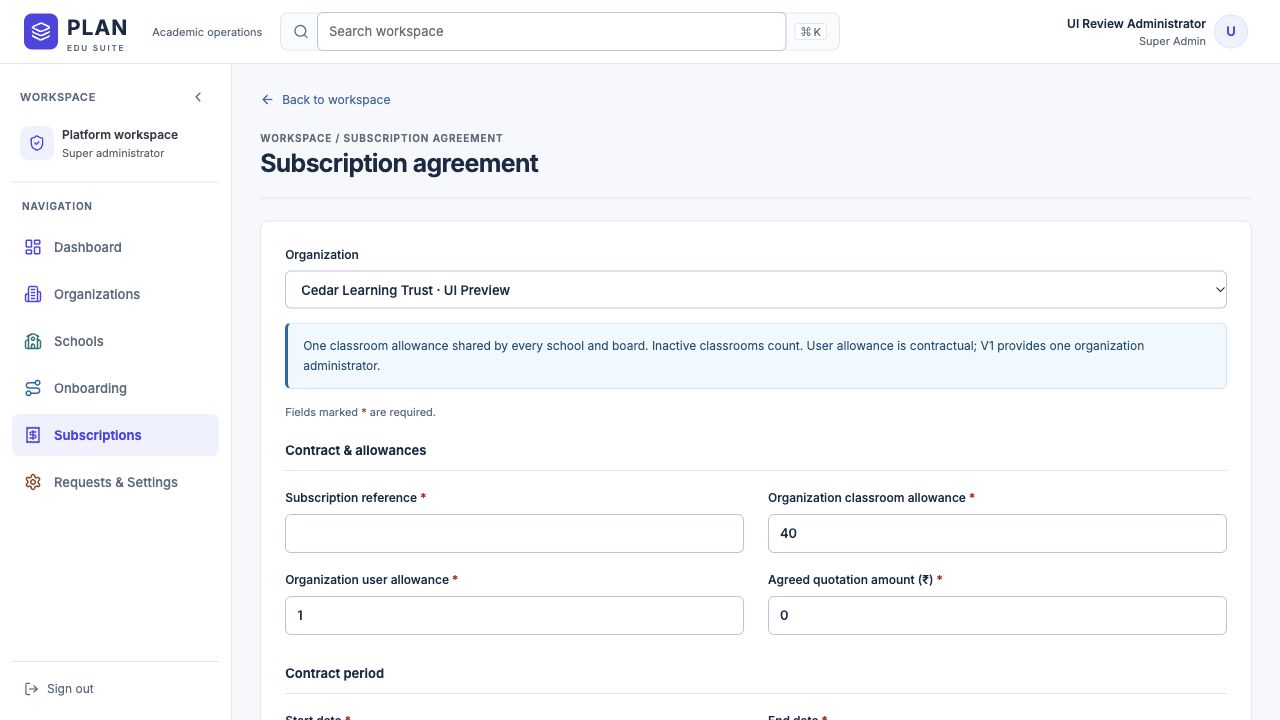 PLAN
EDU SUITE
Academic operations
Search workspace
⌘ K
UI Review Administrator
Super Admin
U
WORKSPACE
Platform workspace
Super administrator
NAVIGATION
Dashboard
Organizations
Schools
Onboarding
Subscriptions
Requests & Settings
Sign out
Back to workspace
WORKSPACE / SUBSCRIPTION AGREEMENT
Subscription agreement
Organization
Cedar Learning Trust · UI Preview
One classroom allowance shared by every school and board. Inactive classrooms count. User allowance is contractual; V1 provides one organization
administrator.
Fields marked * are required.
Contract & allowances
Subscription reference *
Organization classroom allowance *
40
Organization user allowance *
Agreed quotation amount (₹) *
1
0
Contract period
Start date *
End date *